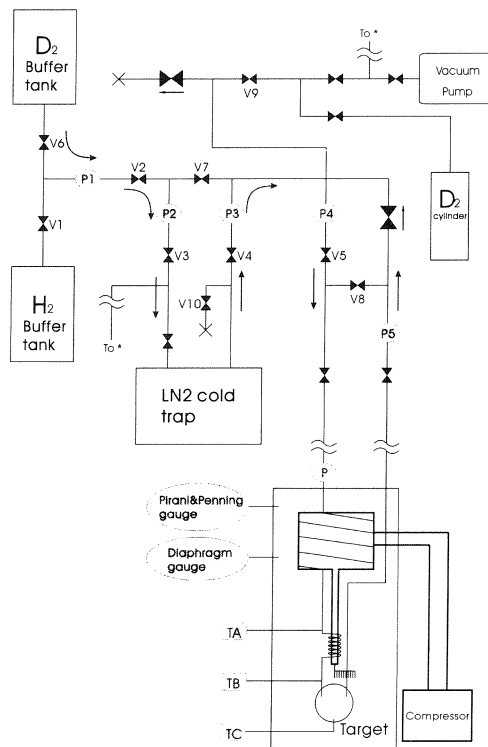 D2
Buffer
tank
To *
Vacuum
Pump
V9
V6
P1
V2
V7
D2
cylinder
V1
P2
P3
P4
V3
V4
V5
V8
H2
Buffer
tank
V10
P5
To *
LN2 cold
trap
P
Pirani&Penning
gauge
Diaphragm
gauge
TA
TB
TC
Target
Compressor